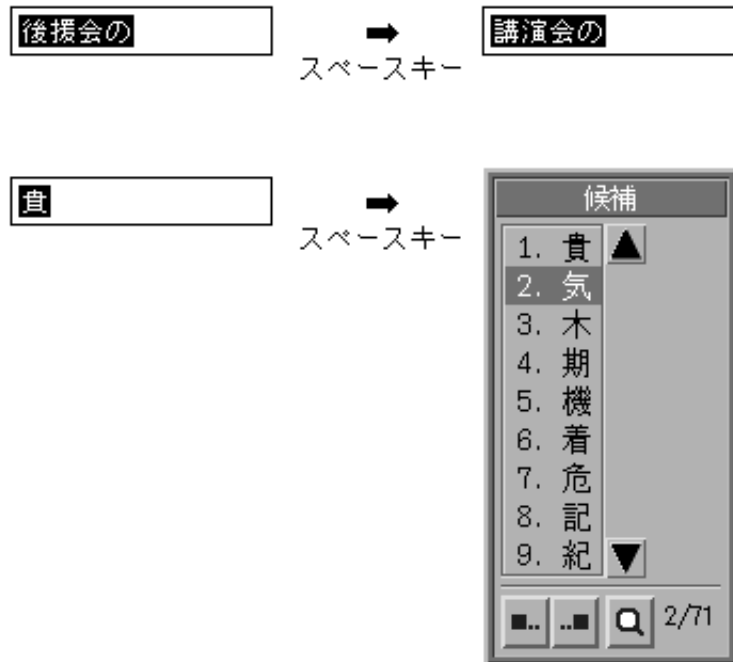 後援会の
➡
スペースキー
講演会の
貴
➡
スペースキー
候補
1. 貴
2. 気
3. 木
4. 期
5. 機
6. 着
7. 危
8. 記
9. 紀
2/71